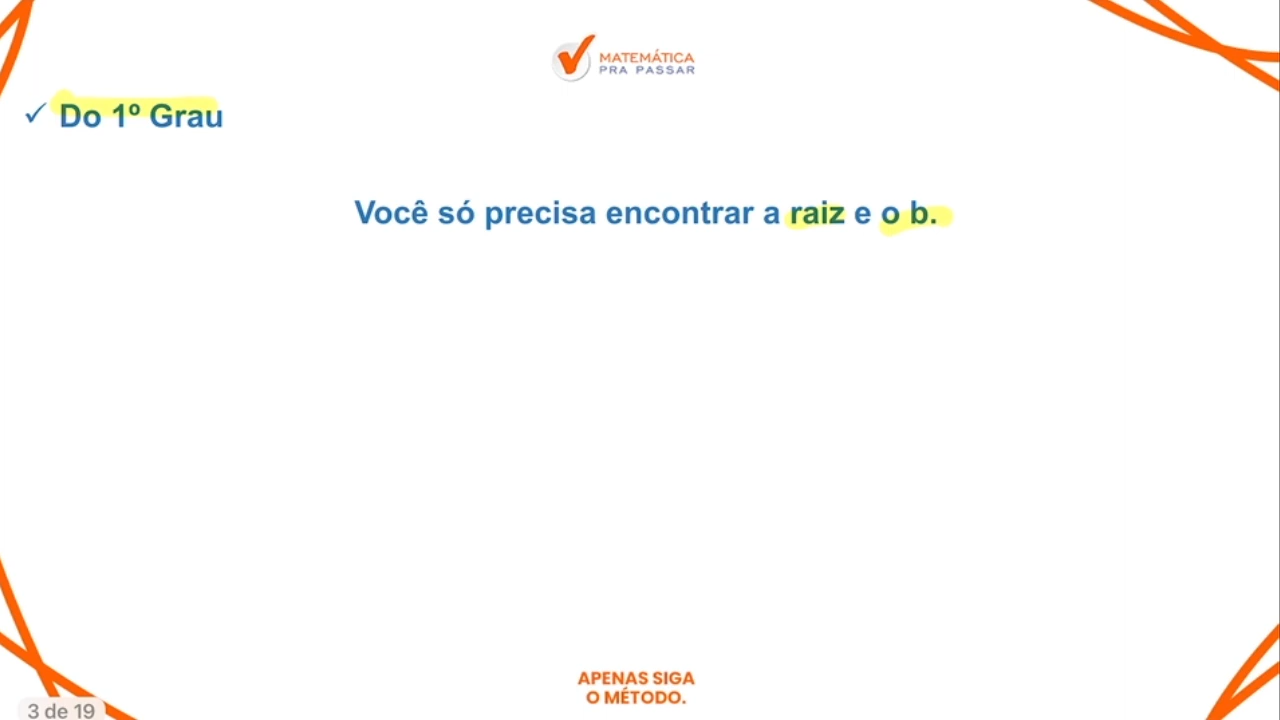 MATEMÁTICA
PRA PASSAR
✓ Do 1º Grau
Você só precisa encontrar a raiz e o b.
APENAS SIGA
O MÉTODO.
3 de 19